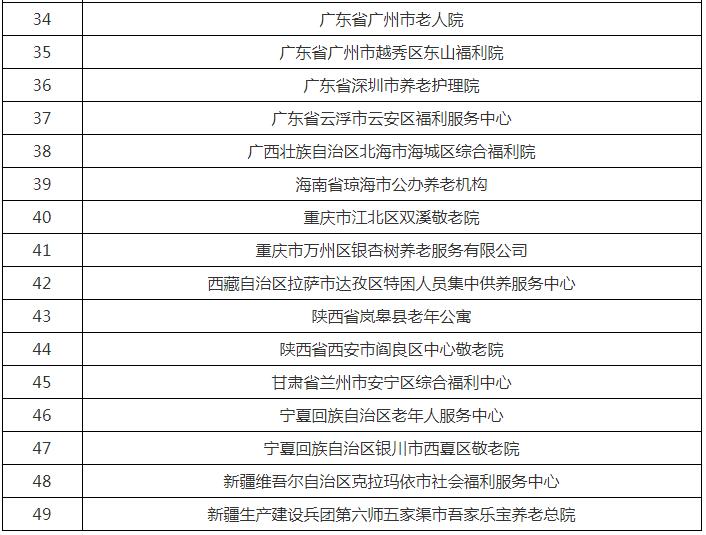 34 广东省广州市老人院
35 广东省广州市越秀区东山福利院
36 广东省深圳市养老护理院
37 广东省云浮市云安区福利服务中心
38 广西壮族自治区北海市海城区综合福利院
39 海南省琼海市公办养老机构
40 重庆市江北区双溪敬老院
41 重庆市万州区银杏树养老服务有限公司
42 西藏自治区拉萨市达孜区特困人员集中供养服务中心
43 陕西省岚皋县老年公寓
44 陕西省西安市阎良区中心敬老院
45 甘肃省兰州市安宁区综合福利中心
46 宁夏回族自治区老年人服务中心
47 宁夏回族自治区银川市西夏区敬老院
48 新疆维吾尔自治区克拉玛依市社会福利服务中心
49 新疆生产建设兵团第六师五家渠市吾家乐宝养老总院